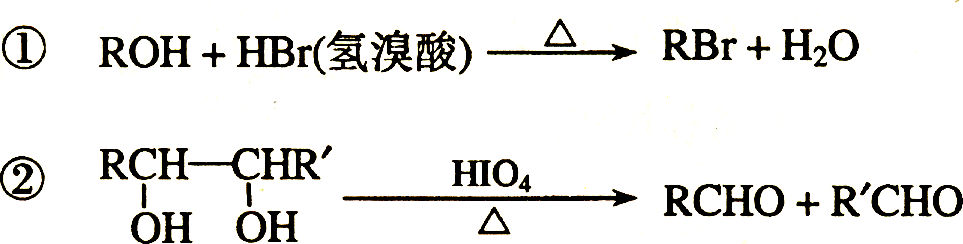 ① ROH + HBr(氢溴酸) △ RBr + H₂O
② RCH—CHR′ HIO₄ RCHO + R′CHO
OH OH △